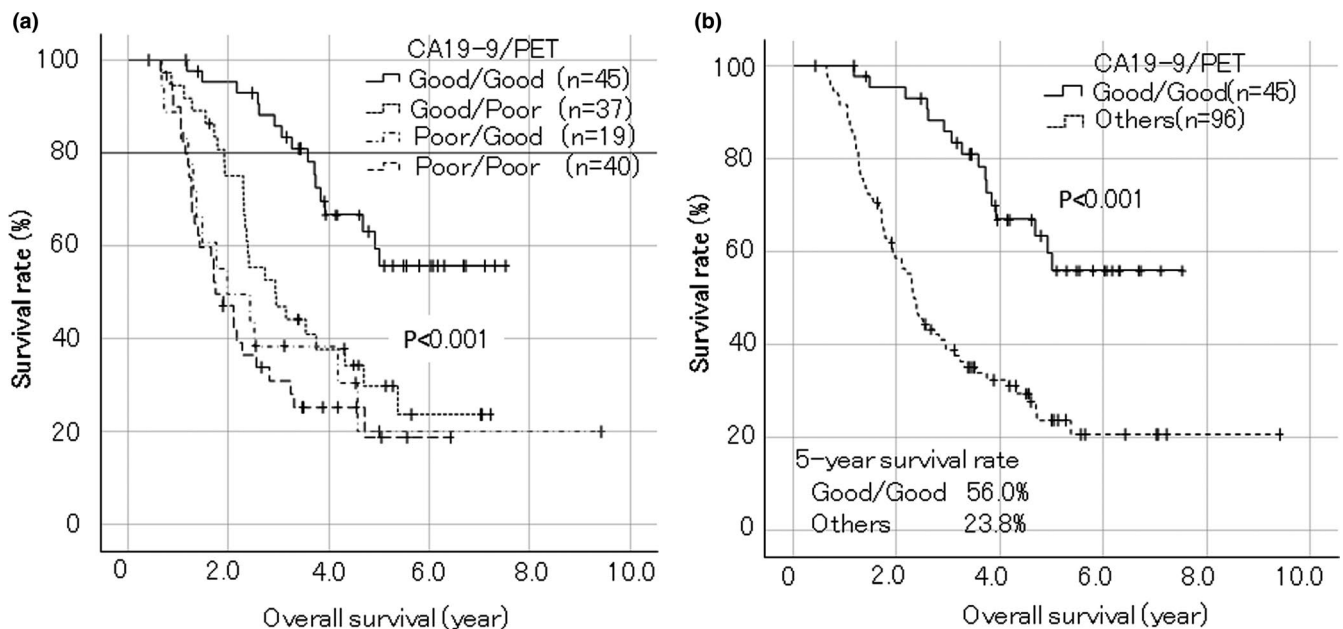 (a)
CA19-9/PET
Good/Good (n=45)
Good/Poor (n=37)
Poor/Good (n=19)
Poor/Poor (n=40)
P<0.001
Survival rate (%)
100
80
60
40
20
0
0 2.0 4.0 6.0 8.0 10.0
Overall survival (year)
(b)
CA19-9/PET
Good/Good(n=45)
Others(n=96)
P<0.001
Survival rate (%)
100
80
60
40
20
0
5-year survival rate
Good/Good 56.0%
Others 23.8%
0 2.0 4.0 6.0 8.0 10.0
Overall survival (year)